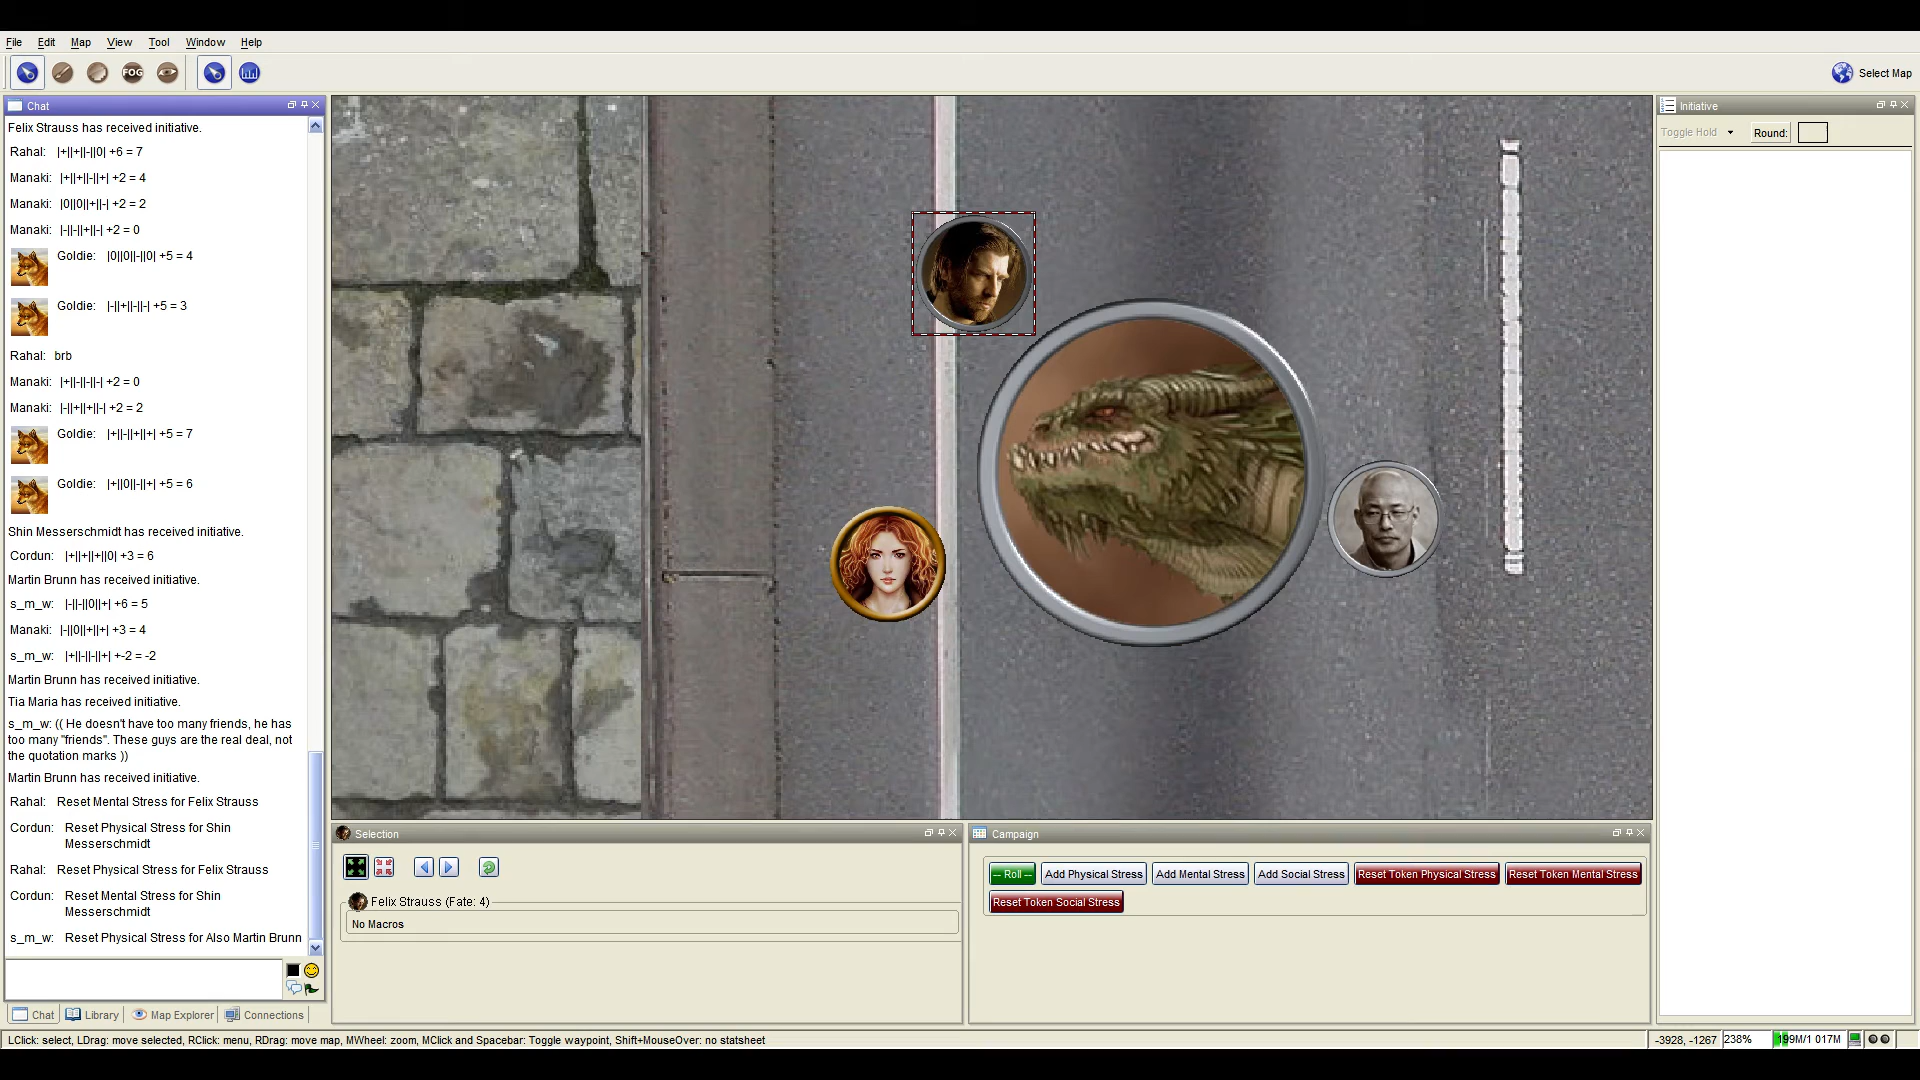 File Edit Map View Tool Window Help
FOG
Select Map
Chat
Felix Strauss has received initiative.
Rahal: |+||+||-||0| +6 = 7
Manaki: |+||+||-||+| +2 = 4
Manaki: |0||0||+||-| +2 = 2
Manaki: |-||-||+||-| +2 = 0
Goldie: |0||0||-||0| +5 = 4
Goldie: |-||+||-||-| +5 = 3
Rahal: brb
Manaki: |+||-||-||-| +2 = 0
Manaki: |-||+||+||-| +2 = 2
Goldie: |+||-||+||+| +5 = 7
Goldie: |+||0||-||+| +5 = 6
Shin Messerschmidt has received initiative.
Cordun: |+||+||+||0| +3 = 6
Martin Brunn has received initiative.
s_m_w: |-||-||0||+| +6 = 5
Manaki: |-||0||+||+| +3 = 4
s_m_w: |+||-||-||+| +-2 = -2
Martin Brunn has received initiative.
Tia Maria has received initiative.
s_m_w: (( He doesn't have too many friends, he has
too many "friends". These guys are the real deal, not
the quotation marks ))
Martin Brunn has received initiative.
Rahal: Reset Mental Stress for Felix Strauss
Cordun: Reset Physical Stress for Shin
Messerschmidt
Rahal: Reset Physical Stress for Felix Strauss
Cordun: Reset Mental Stress for Shin
Messerschmidt
s_m_w: Reset Physical Stress for Also Martin Brunn
Chat Library Map Explorer Connections
Selection
Felix Strauss (Fate: 4)
No Macros
Campaign
-- Roll -- Add Physical Stress Add Mental Stress Add Social Stress Reset Token Physical Stress Reset Token Mental Stress
Reset Token Social Stress
Initiative
Toggle Hold Round:
LClick: select, LDrag: move selected, RClick: menu, RDrag: move map, MWheel: zoom, MClick and Spacebar: Toggle waypoint, Shift+MouseOver: no statsheet
-3928, -1267 238% 199M/1 017M